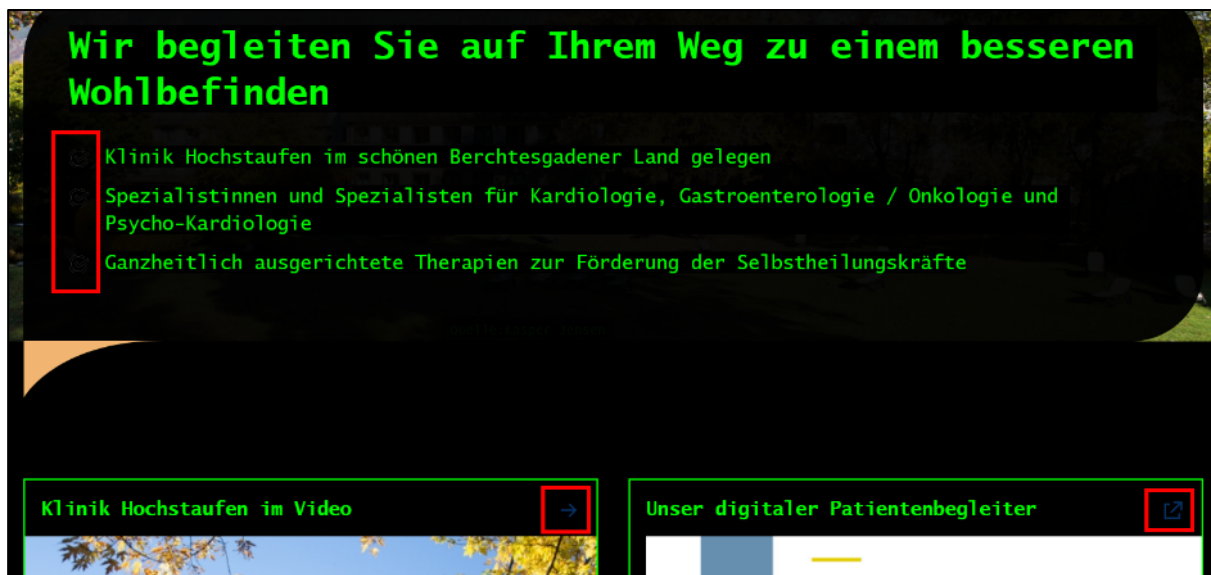 Wir begleiten Sie auf Ihrem Weg zu einem besseren
Wohlbefinden
Klinik Hochstaufen im schönen Berchtesgadener Land gelegen
Spezialistinnen und Spezialisten für Kardiologie, Gastroenterologie / Onkologie und
Psycho-Kardiologie
Ganzheitlich ausgerichtete Therapien zur Förderung der Selbstheilungskräfte
Klinik Hochstaufen im Video
Unser digitaler Patientenbegleiter